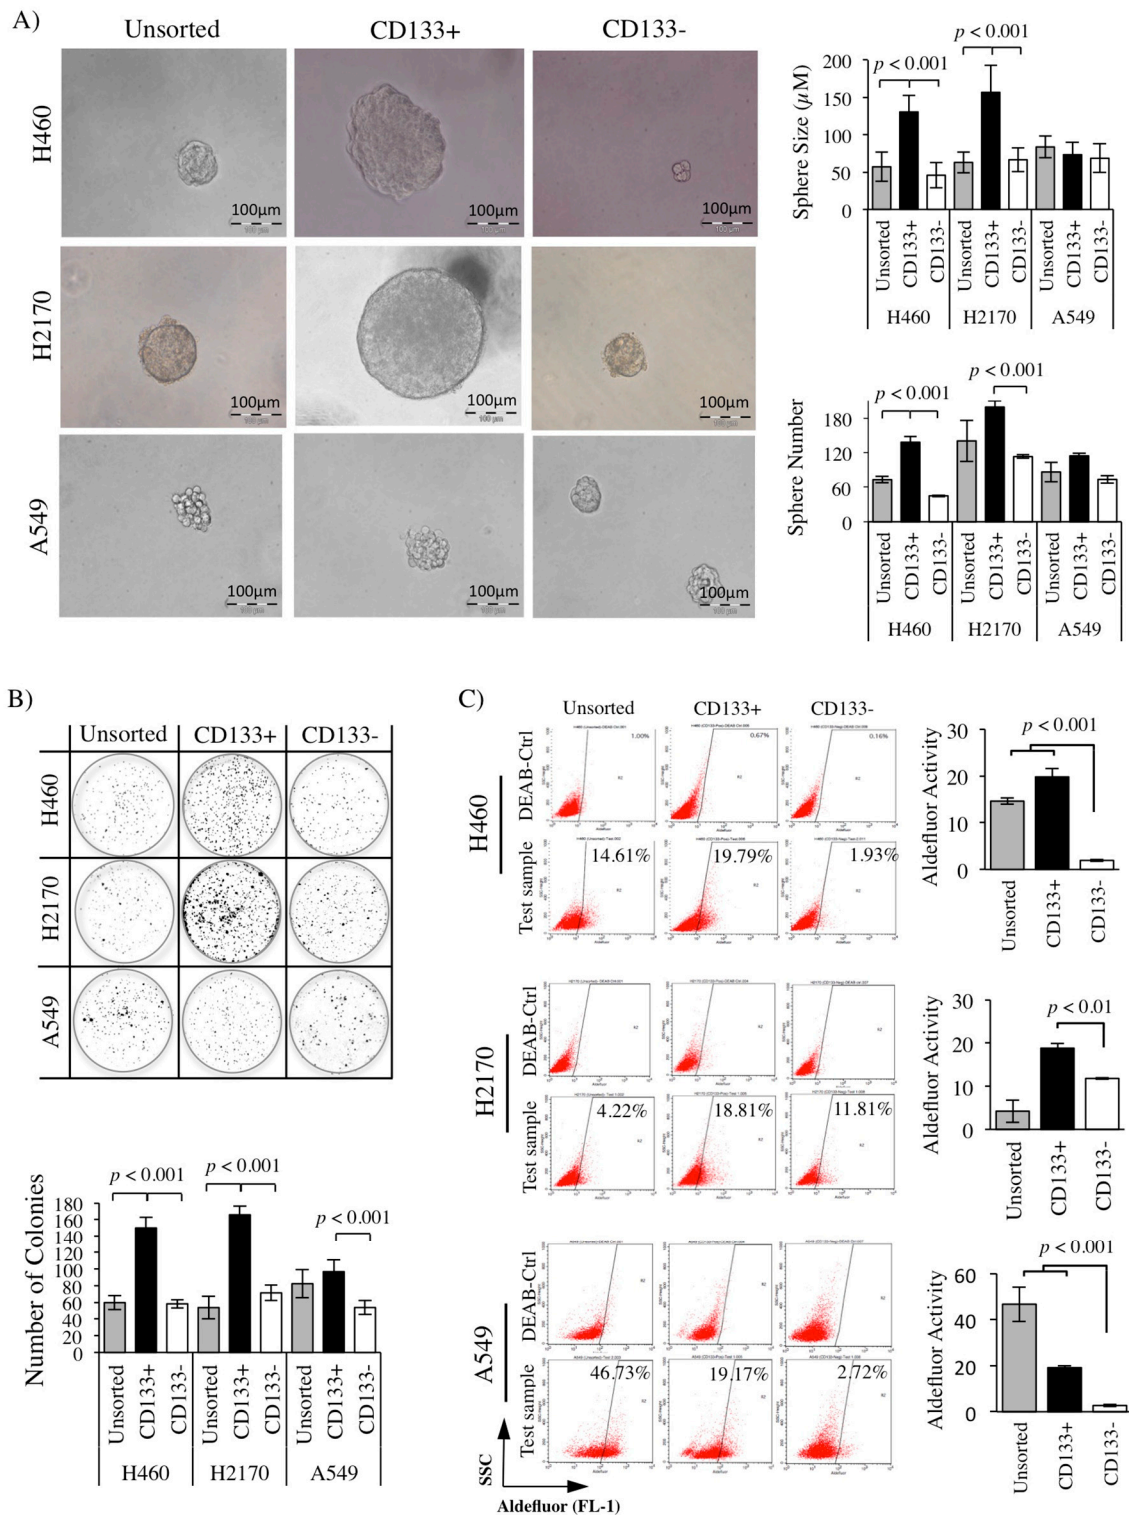 A)
Unsorted
CD133+
CD133-
H460
100μm
100μm
100μm
H2170
100μm
100μm
100μm
A549
100μm
100μm
100μm
p < 0.001
p < 0.001
Sphere Size (μM)
200
150
100
50
0
Unsorted
CD133+
CD133-
Unsorted
CD133+
CD133-
Unsorted
CD133+
CD133-
H460
H2170
A549
p < 0.001
p < 0.001
Sphere Number
180
120
60
0
Unsorted
CD133+
CD133-
Unsorted
CD133+
CD133-
Unsorted
CD133+
CD133-
H460
H2170
A549
B)
Unsorted
CD133+
CD133-
H460
H2170
A549
p < 0.001
p < 0.001
p < 0.001
Number of Colonies
180
160
140
120
100
80
60
40
20
0
Unsorted
CD133+
CD133-
Unsorted
CD133+
CD133-
Unsorted
CD133+
CD133-
H460
H2170
A549
C)
Unsorted
CD133+
CD133-
H460
DEAB-Ctrl
1.00%
0.67%
0.16%
Test sample
14.61%
19.79%
1.93%
p < 0.001
Aldefluor Activity
30
20
10
0
Unsorted
CD133+
CD133-
H2170
DEAB-Ctrl
Test sample
4.22%
18.81%
11.81%
p < 0.01
Aldefluor Activity
30
20
10
0
Unsorted
CD133+
CD133-
A549
DEAB-Ctrl
Test sample
46.73%
19.17%
2.72%
p < 0.001
Aldefluor Activity
60
40
20
0
Unsorted
CD133+
CD133-
SSC
Aldefluor (FL-1)